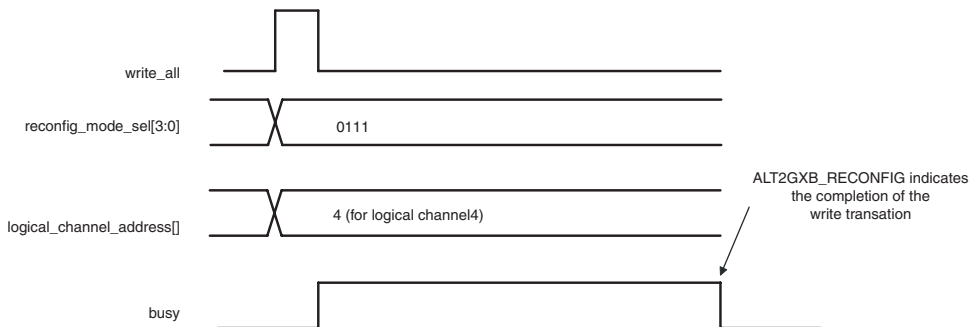 write_all
reconfig_mode_sel[3:0]
0111
ALT2GXB_RECONFIG indicates
the completion of the
write transation
logical_channel_address[]
4 (for logical channel4)
busy